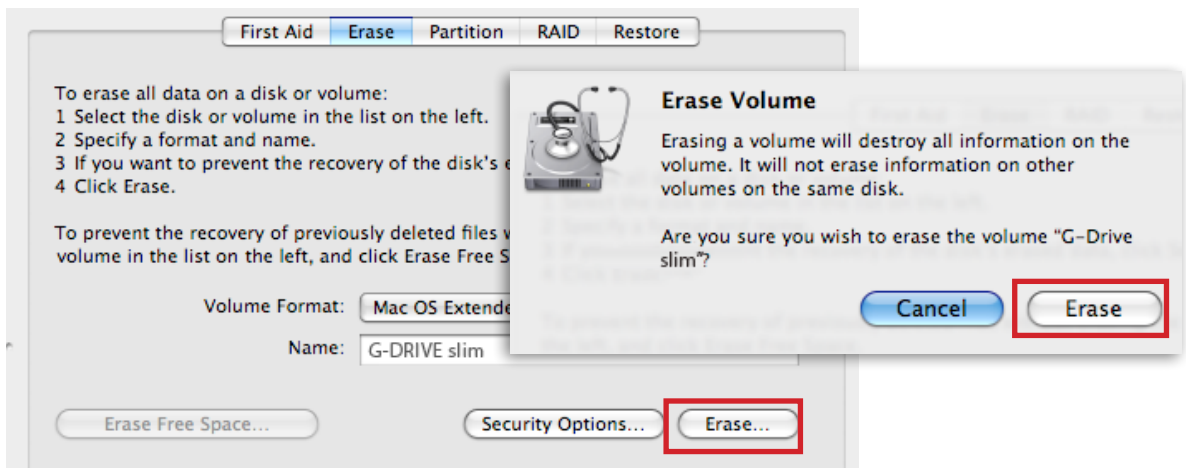 First Aid Erase Partition RAID Restore
To erase all data on a disk or volume:
1 Select the disk or volume in the list on the left.
2 Specify a format and name.
3 If you want to prevent the recovery of the disk's
4 Click Erase.
To prevent the recovery of previously deleted files
volume in the list on the left, and click Erase Free
Volume Format: Mac OS Extende
Name: G-DRIVE slim
Erase Free Space... Security Options... Erase...
Erase Volume
Erasing a volume will destroy all information on the
volume. It will not erase information on other
volumes on the same disk.
Are you sure you wish to erase the volume “G-Drive
slim”?
Cancel Erase